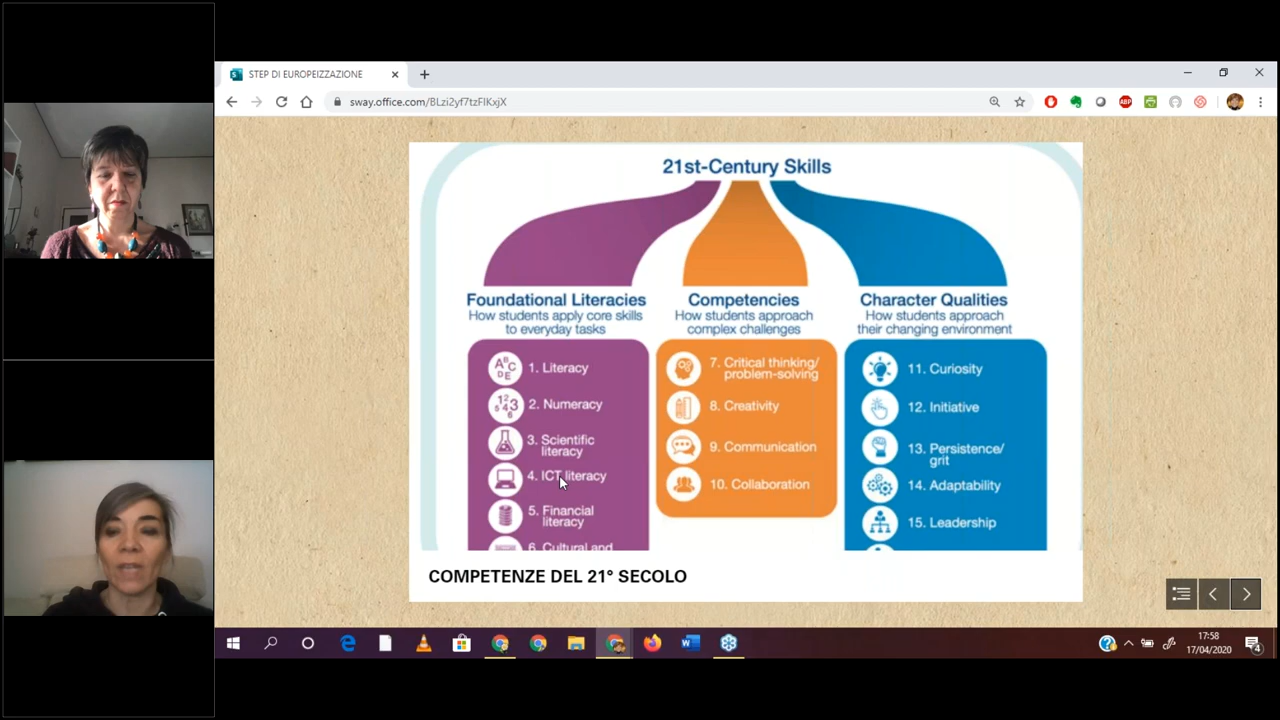 STEP DI EUROPEIZZAZIONE
sway.office.com/BLzi2yf7tzFIKxjX
ABP
21st-Century Skills
Foundational Literacies
How students apply core skills
to everyday tasks
A B C D E
1. Literacy
2. Numeracy
3. Scientific
literacy
4. ICT literacy
5. Financial
literacy
6. Cultural and
Competencies
How students approach
complex challenges
7. Critical thinking/
problem-solving
8. Creativity
9. Communication
10. Collaboration
Character Qualities
How students approach
their changing environment
11. Curiosity
12. Initiative
13. Persistence/
grit
14. Adaptability
15. Leadership
COMPETENZE DEL 21° SECOLO
17:58
17/04/2020
4